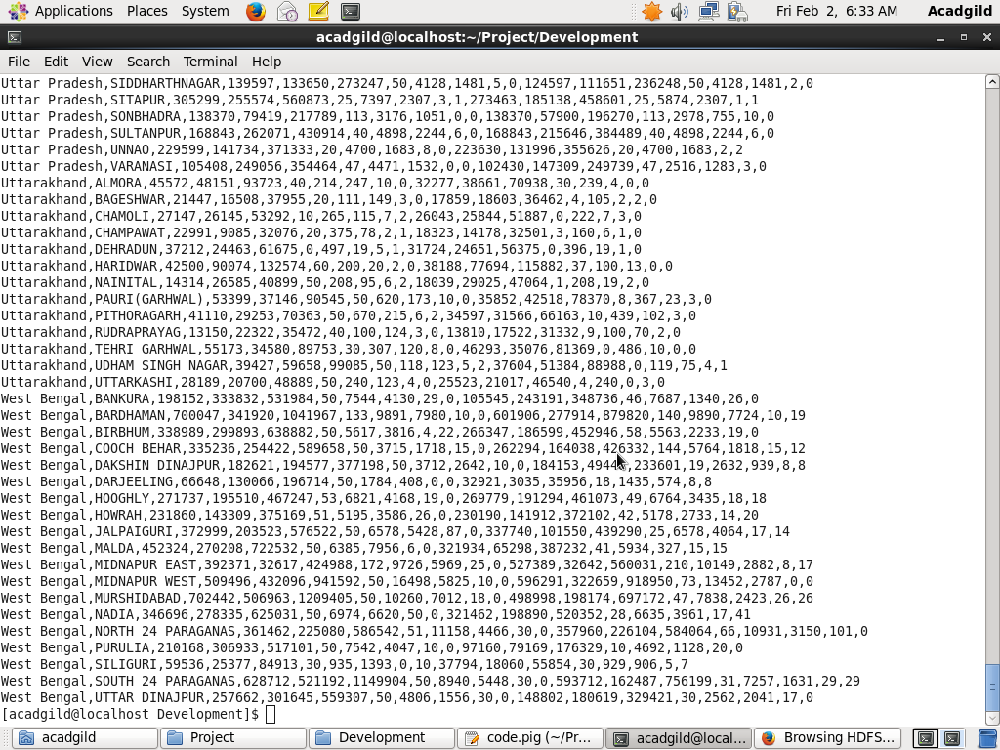 Applications Places System Fri Feb 2, 6:33 AM Acadgild
acadgild@localhost:~/Project/Development
File Edit View Search Terminal Help
Uttar Pradesh,SIDDHARTHNAGAR,139597,133650,273247,50,4128,1481,5,0,124597,111651,236248,50,4128,1481,2,0
Uttar Pradesh,SITAPUR,305299,255574,560873,25,7397,2307,3,1,273463,185138,458601,25,5874,2307,1,1
Uttar Pradesh,SONBHADRA,138370,79419,217789,113,3176,1051,0,0,138370,57900,196270,113,2978,755,10,0
Uttar Pradesh,SULTANPUR,168843,262071,430914,40,4898,2244,6,0,168843,215646,384489,40,4898,2244,6,0
Uttar Pradesh,UNNAO,229599,141734,371333,20,4700,1683,8,0,223630,131996,355626,20,4700,1683,2,2
Uttar Pradesh,VARANASI,105408,249056,354464,47,4471,1532,0,0,102430,147309,249739,47,2516,1283,3,0
Uttarakhand,ALMORA,45572,48151,93723,40,214,247,10,0,32277,38661,70938,30,239,4,0,0
Uttarakhand,BAGESHWAR,21447,16508,37955,20,111,149,3,0,17859,18603,36462,4,105,2,2,0
Uttarakhand,CHAMOLI,27147,26145,53292,10,265,115,7,2,26043,25844,51887,0,222,7,3,0
Uttarakhand,CHAMPAWAT,22991,9085,32076,20,375,78,2,1,18323,14178,32501,3,160,6,1,0
Uttarakhand,DEHRADUN,37212,24463,61675,0,497,19,5,1,31724,24651,56375,0,396,19,1,0
Uttarakhand,HARIDWAR,42500,90074,132574,60,200,20,2,0,38188,77694,115882,37,100,13,0,0
Uttarakhand,NAINITAL,14314,26585,40899,50,208,95,6,2,18039,29025,47064,1,208,19,2,0
Uttarakhand,PAURI(GARHWAL),53399,37146,90545,50,620,173,10,0,35852,42518,78370,8,367,23,3,0
Uttarakhand,PITHORAGARH,41110,29253,70363,50,670,215,6,2,34597,31566,66163,10,439,102,3,0
Uttarakhand,RUDRAPRAYAG,13150,22322,35472,40,100,124,3,0,13810,17522,31332,9,100,70,2,0
Uttarakhand,TEHRI GARHWAL,55173,34580,89753,30,307,120,8,0,46293,35076,81369,0,486,10,0,0
Uttarakhand,UDHAM SINGH NAGAR,39427,59658,99085,50,118,123,5,2,37604,51384,88988,0,119,75,4,1
Uttarakhand,UTTARKASHI,28189,20700,48889,50,240,123,4,0,25523,21017,46540,4,240,0,3,0
West Bengal,BANKURA,198152,333832,531984,50,7544,4130,29,0,105545,243191,348736,46,7687,1340,26,0
West Bengal,BARDHAMAN,700047,341920,1041967,133,9891,7980,10,0,601906,277914,879820,140,9890,7724,10,19
West Bengal,BIRBHUM,338989,299893,638882,50,5617,3816,4,22,266347,186599,452946,58,5563,2233,19,0
West Bengal,COOCH BEHAR,335236,254422,589658,50,3715,1718,15,0,262294,164038,426332,144,5764,1818,15,12
West Bengal,DAKSHIN DINAJPUR,182621,194577,377198,50,3712,2642,10,0,184153,49448,233601,19,2632,939,8,8
West Bengal,DARJEELING,66648,130066,196714,50,1784,408,0,0,32921,3035,35956,18,1435,574,8,8
West Bengal,HOOGHLY,271737,195510,467247,53,6821,4168,19,0,269779,191294,461073,49,6764,3435,18,18
West Bengal,HOWRAH,231860,143309,375169,51,5195,3586,26,0,230190,141912,372102,42,5178,2733,14,20
West Bengal,JALPAIGURI,372999,203523,576522,50,6578,5428,87,0,337740,101550,439290,25,6578,4064,17,14
West Bengal,MALDA,452324,270208,722532,50,6385,7956,6,0,321934,65298,387232,41,5934,327,15,15
West Bengal,MIDNAPUR EAST,392371,32617,424988,172,9726,5969,25,0,527389,32642,560031,210,10149,2882,8,17
West Bengal,MIDNAPUR WEST,509496,432096,941592,50,16498,5825,10,0,596291,322659,918950,73,13452,2787,0,0
West Bengal,MURSHIDABAD,702442,506963,1209405,50,10260,7012,18,0,498998,198174,697172,47,7838,2423,26,26
West Bengal,NADIA,346696,278335,625031,50,6974,6620,50,0,321462,198890,520352,28,6635,3961,17,41
West Bengal,NORTH 24 PARAGANAS,361462,225080,586542,51,11158,4466,30,0,357960,226104,584064,66,10931,3150,101,0
West Bengal,PURULIA,210168,306933,517101,50,7542,4047,10,0,97160,79169,176329,10,4692,1128,20,0
West Bengal,SILIGURI,59536,25377,84913,30,935,1393,0,10,37794,18060,55854,30,929,906,5,7
West Bengal,SOUTH 24 PARAGANAS,628712,521192,1149904,50,8940,5448,30,0,593712,162487,756199,31,7257,1631,29,29
West Bengal,UTTAR DINAJPUR,257662,301645,559307,50,4806,1556,30,0,148802,180619,329421,30,2562,2041,17,0
[acadgild@localhost Development]$
acadgild Project Development code.pig (~/Pr... acadgild@local... Browsing HDFS...